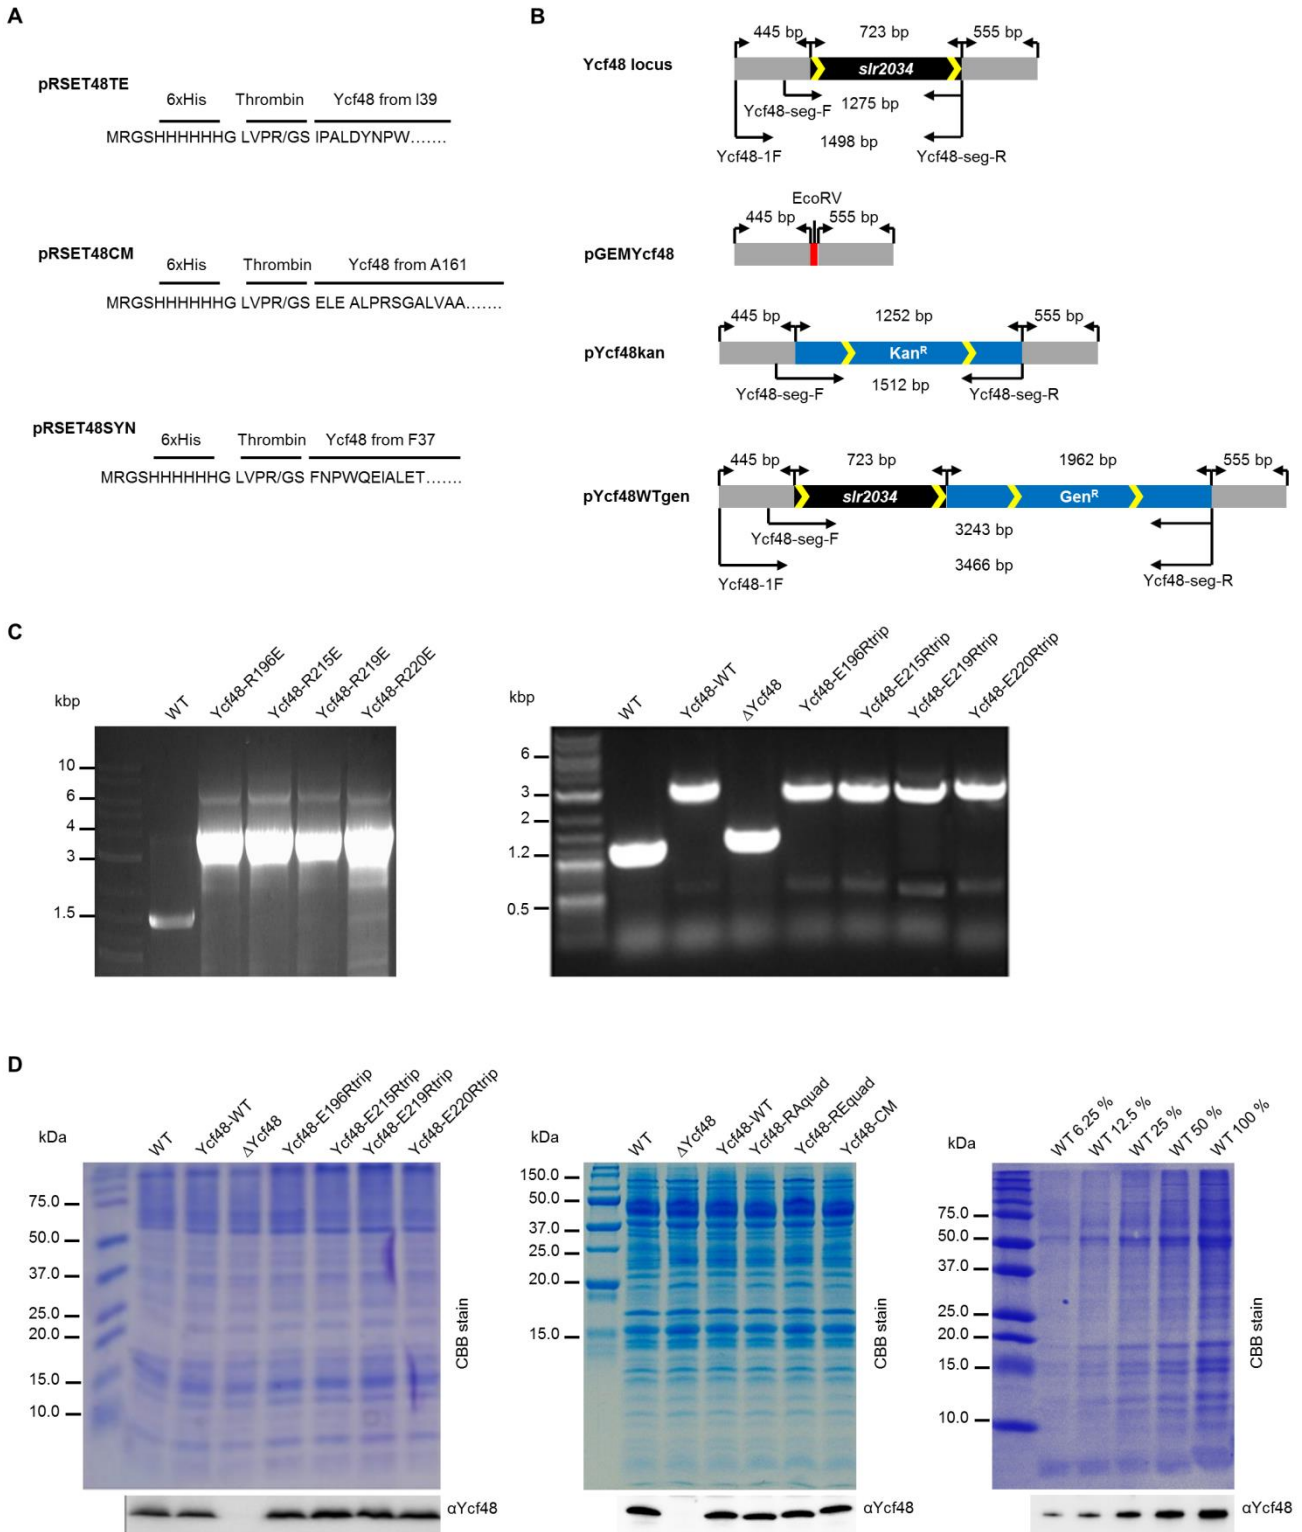 A
pRSET48TE
6xHis Thrombin Ycf48 from I39
MRGSHHHHHHG LVPR/GS IPALDYNPW.......
pRSET48CM
6xHis Thrombin Ycf48 from A161
MRGSHHHHHHG LVPR/GS ELE ALPRSGALVAA.......
pRSET48SYN
6xHis Thrombin Ycf48 from F37
MRGSHHHHHHG LVPR/GS FNPWQEIALET.......
B
445 bp 723 bp 555 bp
Ycf48 locus
slr2034
Ycf48-seg-F 1275 bp
1498 bp
Ycf48-1F Ycf48-seg-R
EcoRV
445 bp 555 bp
pGEMYcf48
445 bp 1252 bp 555 bp
pYcf48kan
KanR
Ycf48-seg-F 1512 bp Ycf48-seg-R
445 bp 723 bp 1962 bp 555 bp
pYcf48WTgen
slr2034 GenR
Ycf48-seg-F 3243 bp
3466 bp
Ycf48-1F Ycf48-seg-R
C
kbp
WT
Ycf48-R196E
Ycf48-R215E
Ycf48-R219E
Ycf48-R220E
10
6
4
3
1.5
kbp
WT
Ycf48-WT
ΔYcf48
Ycf48-E196Rtrip
Ycf48-E215Rtrip
Ycf48-E219Rtrip
Ycf48-E220Rtrip
6
3
2
1.2
0.5
D
kDa
WT
Ycf48-WT
ΔYcf48
Ycf48-E196Rtrip
Ycf48-E215Rtrip
Ycf48-E219Rtrip
Ycf48-E220Rtrip
75.0
50.0
37.0
25.0
20.0
15.0
10.0
CBB stain
αYcf48
kDa
WT
ΔYcf48
Ycf48-WT
Ycf48-RAquad
Ycf48-REquad
Ycf48-CM
150.0
50.0
37.0
25.0
20.0
15.0
CBB stain
αYcf48
kDa
WT 6.25 %
WT 12.5 %
WT 25 %
WT 50 %
WT 100 %
75.0
50.0
37.0
25.0
20.0
15.0
10.0
CBB stain
αYcf48